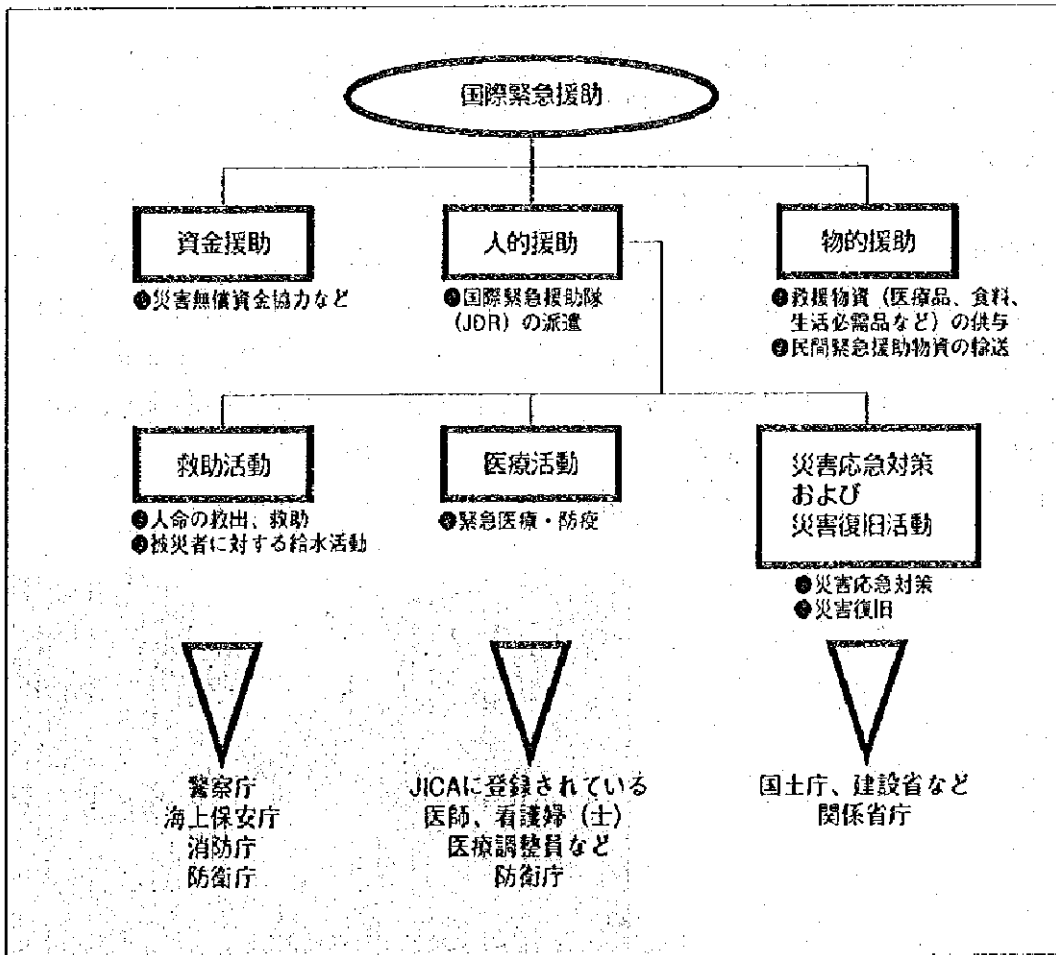 国際緊急援助
資金援助
●災害無償資金協力など
人的援助
●国際緊急援助隊
(JDR)の派遣
物的援助
●救援物資(医療品、食料、
生活必需品など)の供与
●民間緊急援助物資の輸送
救助活動
●人命の救出、救助
●被災者に対する給水活動
医療活動
●緊急医療・防疫
災害応急対策
および
災害復旧活動
●災害応急対策
●災害復旧
警察庁
海上保安庁
消防庁
防衛庁
JICAに登録されている
医師、看護婦(士)
医療調整員など
防衛庁
国土庁、建設省など
関係省庁